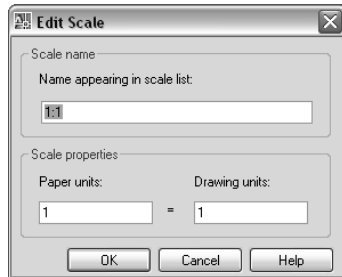 Edit Scale
Scale name
Name appearing in scale list:
1:1
Scale properties
Paper units: Drawing units:
1 = 1
OK Cancel Help